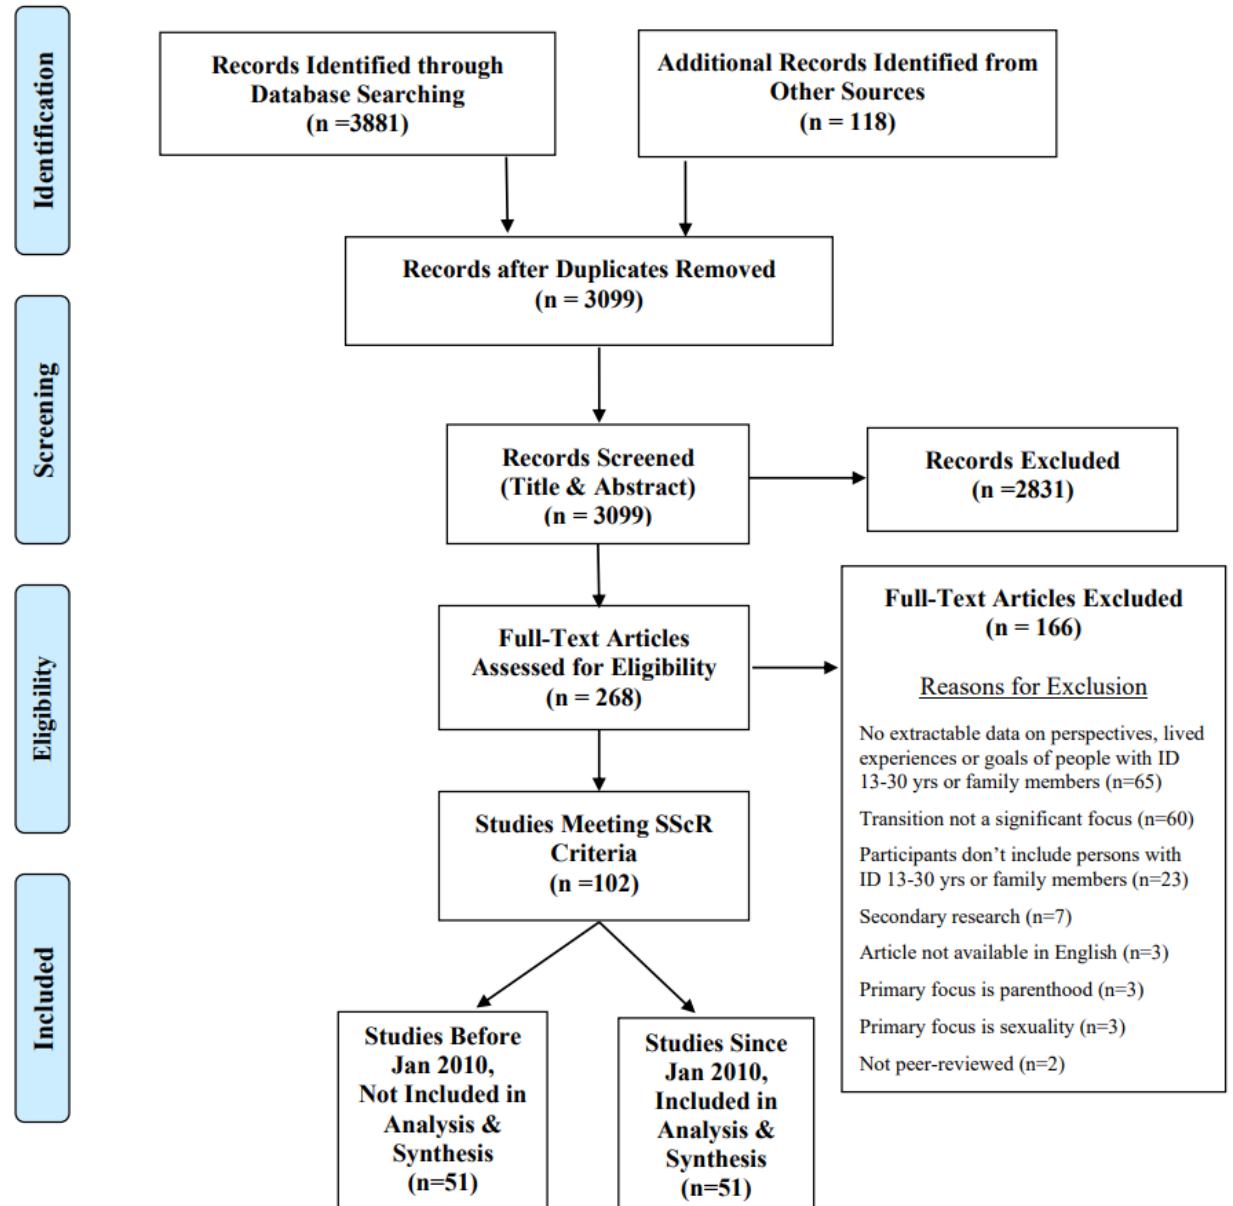 Identification
Records Identified through
Database Searching
(n =3881)
Additional Records Identified from
Other Sources
(n = 118)
Records after Duplicates Removed
(n = 3099)
Screening
Records Screened
(Title & Abstract)
(n = 3099)
Records Excluded
(n =2831)
Eligibility
Full-Text Articles
Assessed for Eligibility
(n = 268)
Full-Text Articles Excluded
(n = 166)
Reasons for Exclusion
No extractable data on perspectives, lived
experiences or goals of people with ID
13-30 yrs or family members (n=65)
Transition not a significant focus (n=60)
Participants don’t include persons with
ID 13-30 yrs or family members (n=23)
Secondary research (n=7)
Article not available in English (n=3)
Primary focus is parenthood (n=3)
Primary focus is sexuality (n=3)
Not peer-reviewed (n=2)
Studies Meeting SScR
Criteria
(n =102)
Included
Studies Before
Jan 2010,
Not Included in
Analysis &
Synthesis
(n=51)
Studies Since
Jan 2010,
Included in
Analysis &
Synthesis
(n=51)